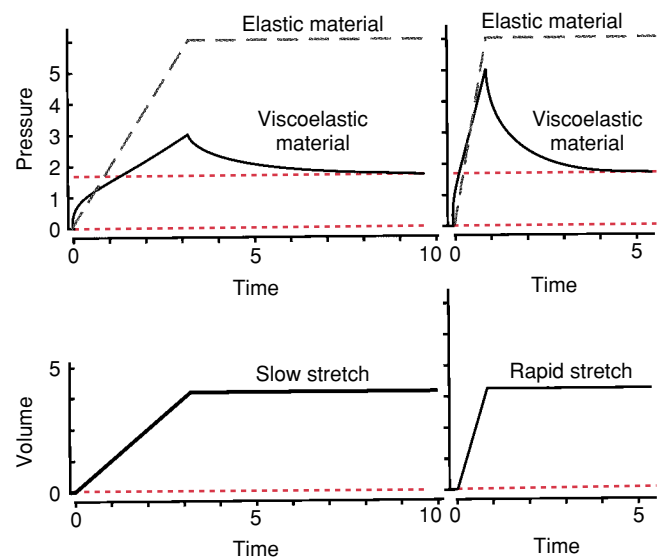 Elastic material
Elastic material
5
4
Viscoelastic
material
Viscoelastic
material
3
2
1
0
Pressure
0
5
10
0
5
Time
Time
5
Slow stretch
Rapid stretch
Volume
0
0
5
10
0
5
Time
Time